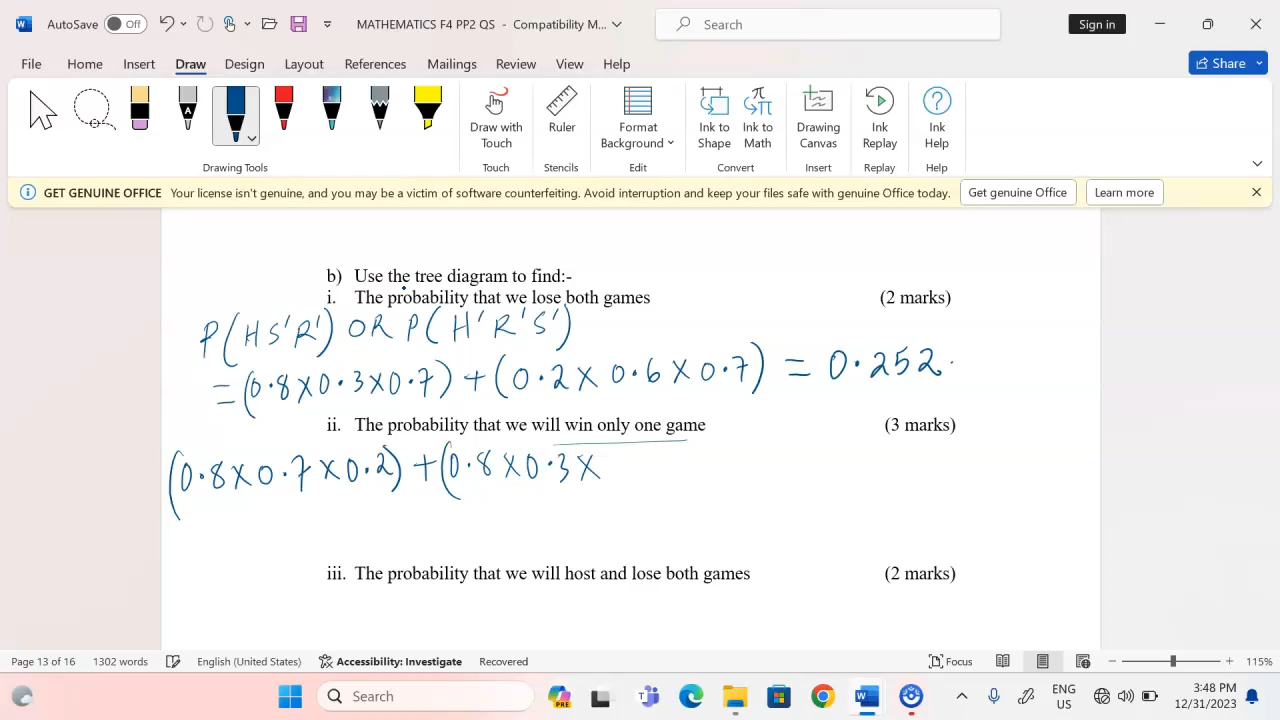 AutoSave Off MATHEMATICS F4 PP2 QS - Compatibility M... Search Sign in
File Home Insert Draw Design Layout References Mailings Review View Help Share
Draw with Touch Ruler Format Background Ink to Shape Ink to Math Drawing Canvas Ink Replay Ink Help
Drawing Tools Touch Stencils Edit Convert Insert Replay Help
GET GENUINE OFFICE Your license isn't genuine, and you may be a victim of software counterfeiting. Avoid interruption and keep your files safe with genuine Office today. Get genuine Office Learn more
b) Use the tree diagram to find:-
i. The probability that we lose both games (2 marks)
P(HS'R') OR P(H'R'S')
=(0.8×0.3×0.7)+(0.2×0.6×0.7) = 0.252.
ii. The probability that we will win only one game (3 marks)
(0.8×0.7×0.2)+(0.8×0.3×
iii. The probability that we will host and lose both games (2 marks)
Page 13 of 16 1302 words English (United States) Accessibility: Investigate Recovered Focus 115%
Search PRE ENG US 3:48 PM 12/31/2023